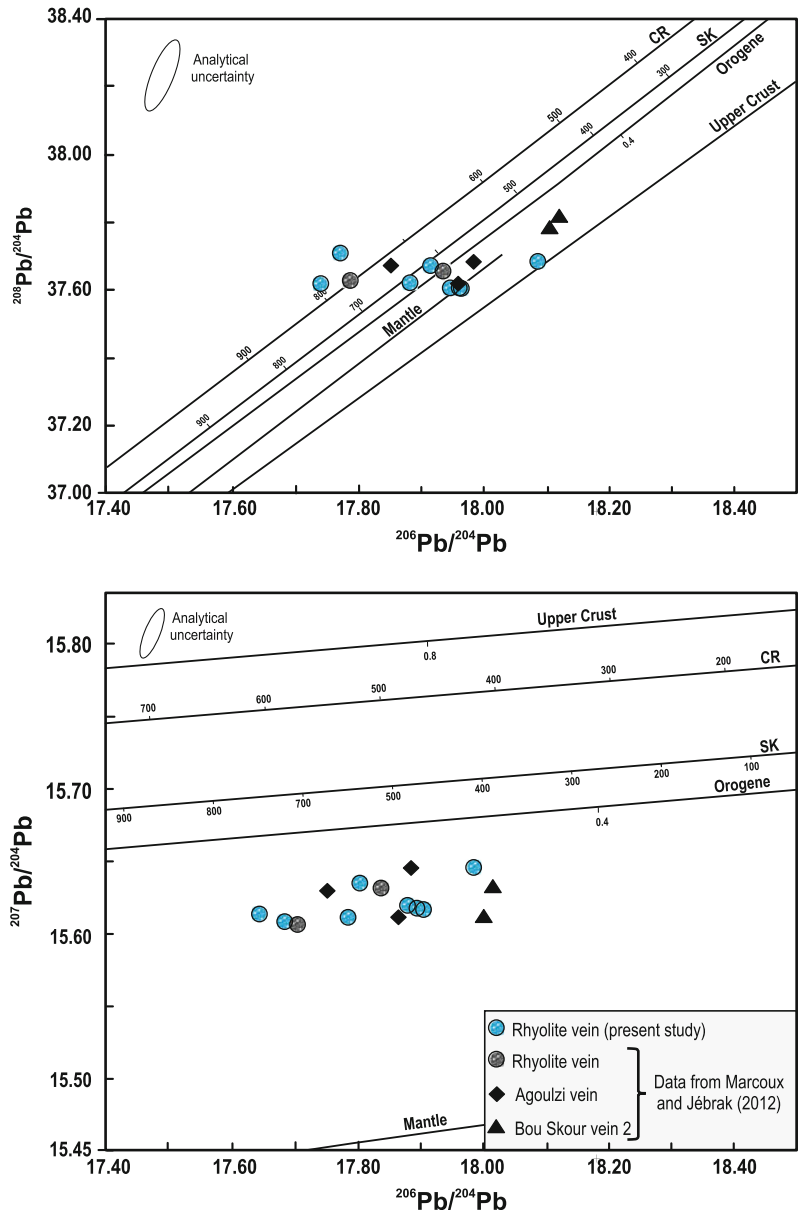 38.40
38.00
37.60
37.20
37.00
208Pb/204Pb
Analytical
uncertainty
CR
SK
Orogene
Upper Crust
Mantle
400
500
600
800
900
300
400
500
700
800
900
0.4
17.40
17.60
17.80
18.00
18.20
18.40
206Pb/204Pb
15.80
15.70
15.60
15.50
15.45
207Pb/204Pb
Analytical
uncertainty
Upper Crust
0.8
CR
700
600
500
400
300
200
SK
900
800
700
500
400
300
200
100
Orogene
0.4
Mantle
Rhyolite vein (present study)
Rhyolite vein
Agoulzi vein
Bou Skour vein 2
Data from Marcoux
and Jébrak (2012)
17.40
17.60
17.80
18.00
18.20
18.40
206Pb/204Pb